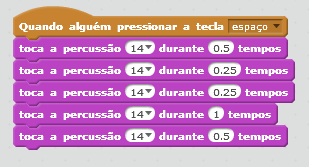 Quando alguém pressionar a tecla espaço
toca a percussão 14 durante 0.5 tempos
toca a percussão 14 durante 0.25 tempos
toca a percussão 14 durante 0.25 tempos
toca a percussão 14 durante 1 tempos
toca a percussão 14 durante 0.5 tempos